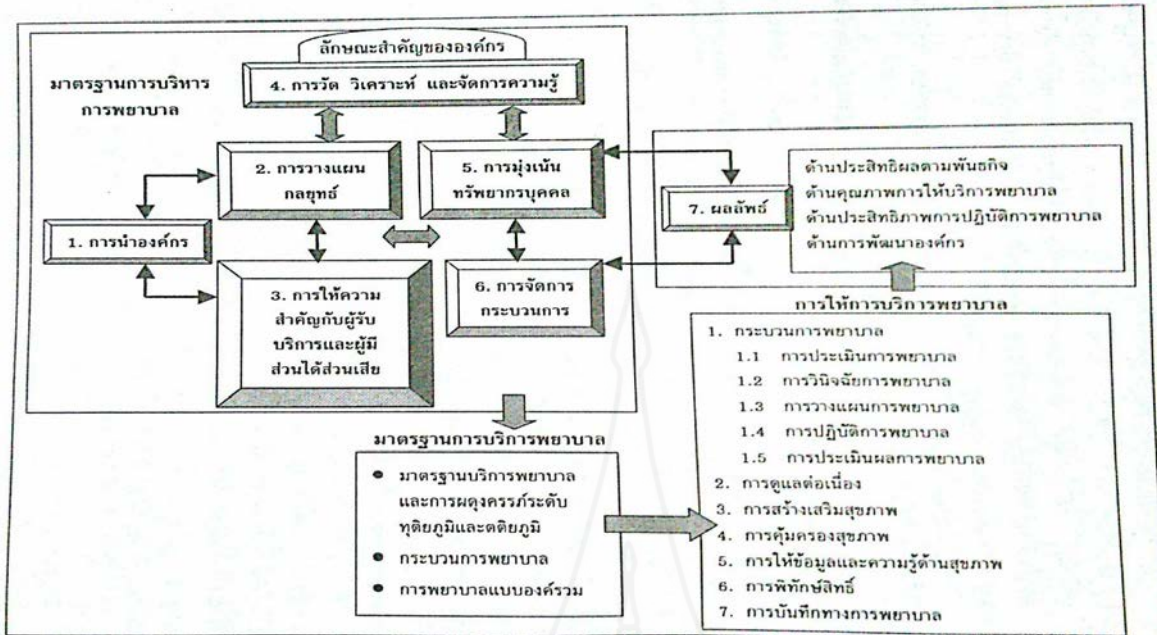 ลักษณะสำคัญขององค์กร
มาตรฐานการบริหาร
การพยาบาล
4. การวัด วิเคราะห์ และจัดการความรู้
2. การวางแผน
กลยุทธ์
5. การมุ่งเน้น
ทรัพยากรบุคคล
1. การนำองค์กร
3. การให้ความ
สำคัญกับผู้รับ
บริการและผู้มี
ส่วนได้ส่วนเสีย
6. การจัดการ
กระบวนการ
7. ผลลัพธ์
ด้านประสิทธิผลตามพันธกิจ
ด้านคุณภาพการให้บริการพยาบาล
ด้านประสิทธิภาพการปฏิบัติการพยาบาล
ด้านการพัฒนาองค์กร
มาตรฐานการบริการพยาบาล
• มาตรฐานบริการพยาบาล
และการผดุงครรภ์ระดับ
ทุติยภูมิและตติยภูมิ
• กระบวนการพยาบาล
• การพยาบาลแบบองค์รวม
การให้การบริการพยาบาล
1. กระบวนการพยาบาล
1.1 การประเมินการพยาบาล
1.2 การวินิจฉัยการพยาบาล
1.3 การวางแผนการพยาบาล
1.4 การปฏิบัติการพยาบาล
1.5 การประเมินผลการพยาบาล
2. การดูแลต่อเนื่อง
3. การสร้างเสริมสุขภาพ
4. การคุ้มครองสุขภาพ
5. การให้ข้อมูลและความรู้ด้านสุขภาพ
6. การพิทักษ์สิทธิ์
7. การบันทึกทางการพยาบาล